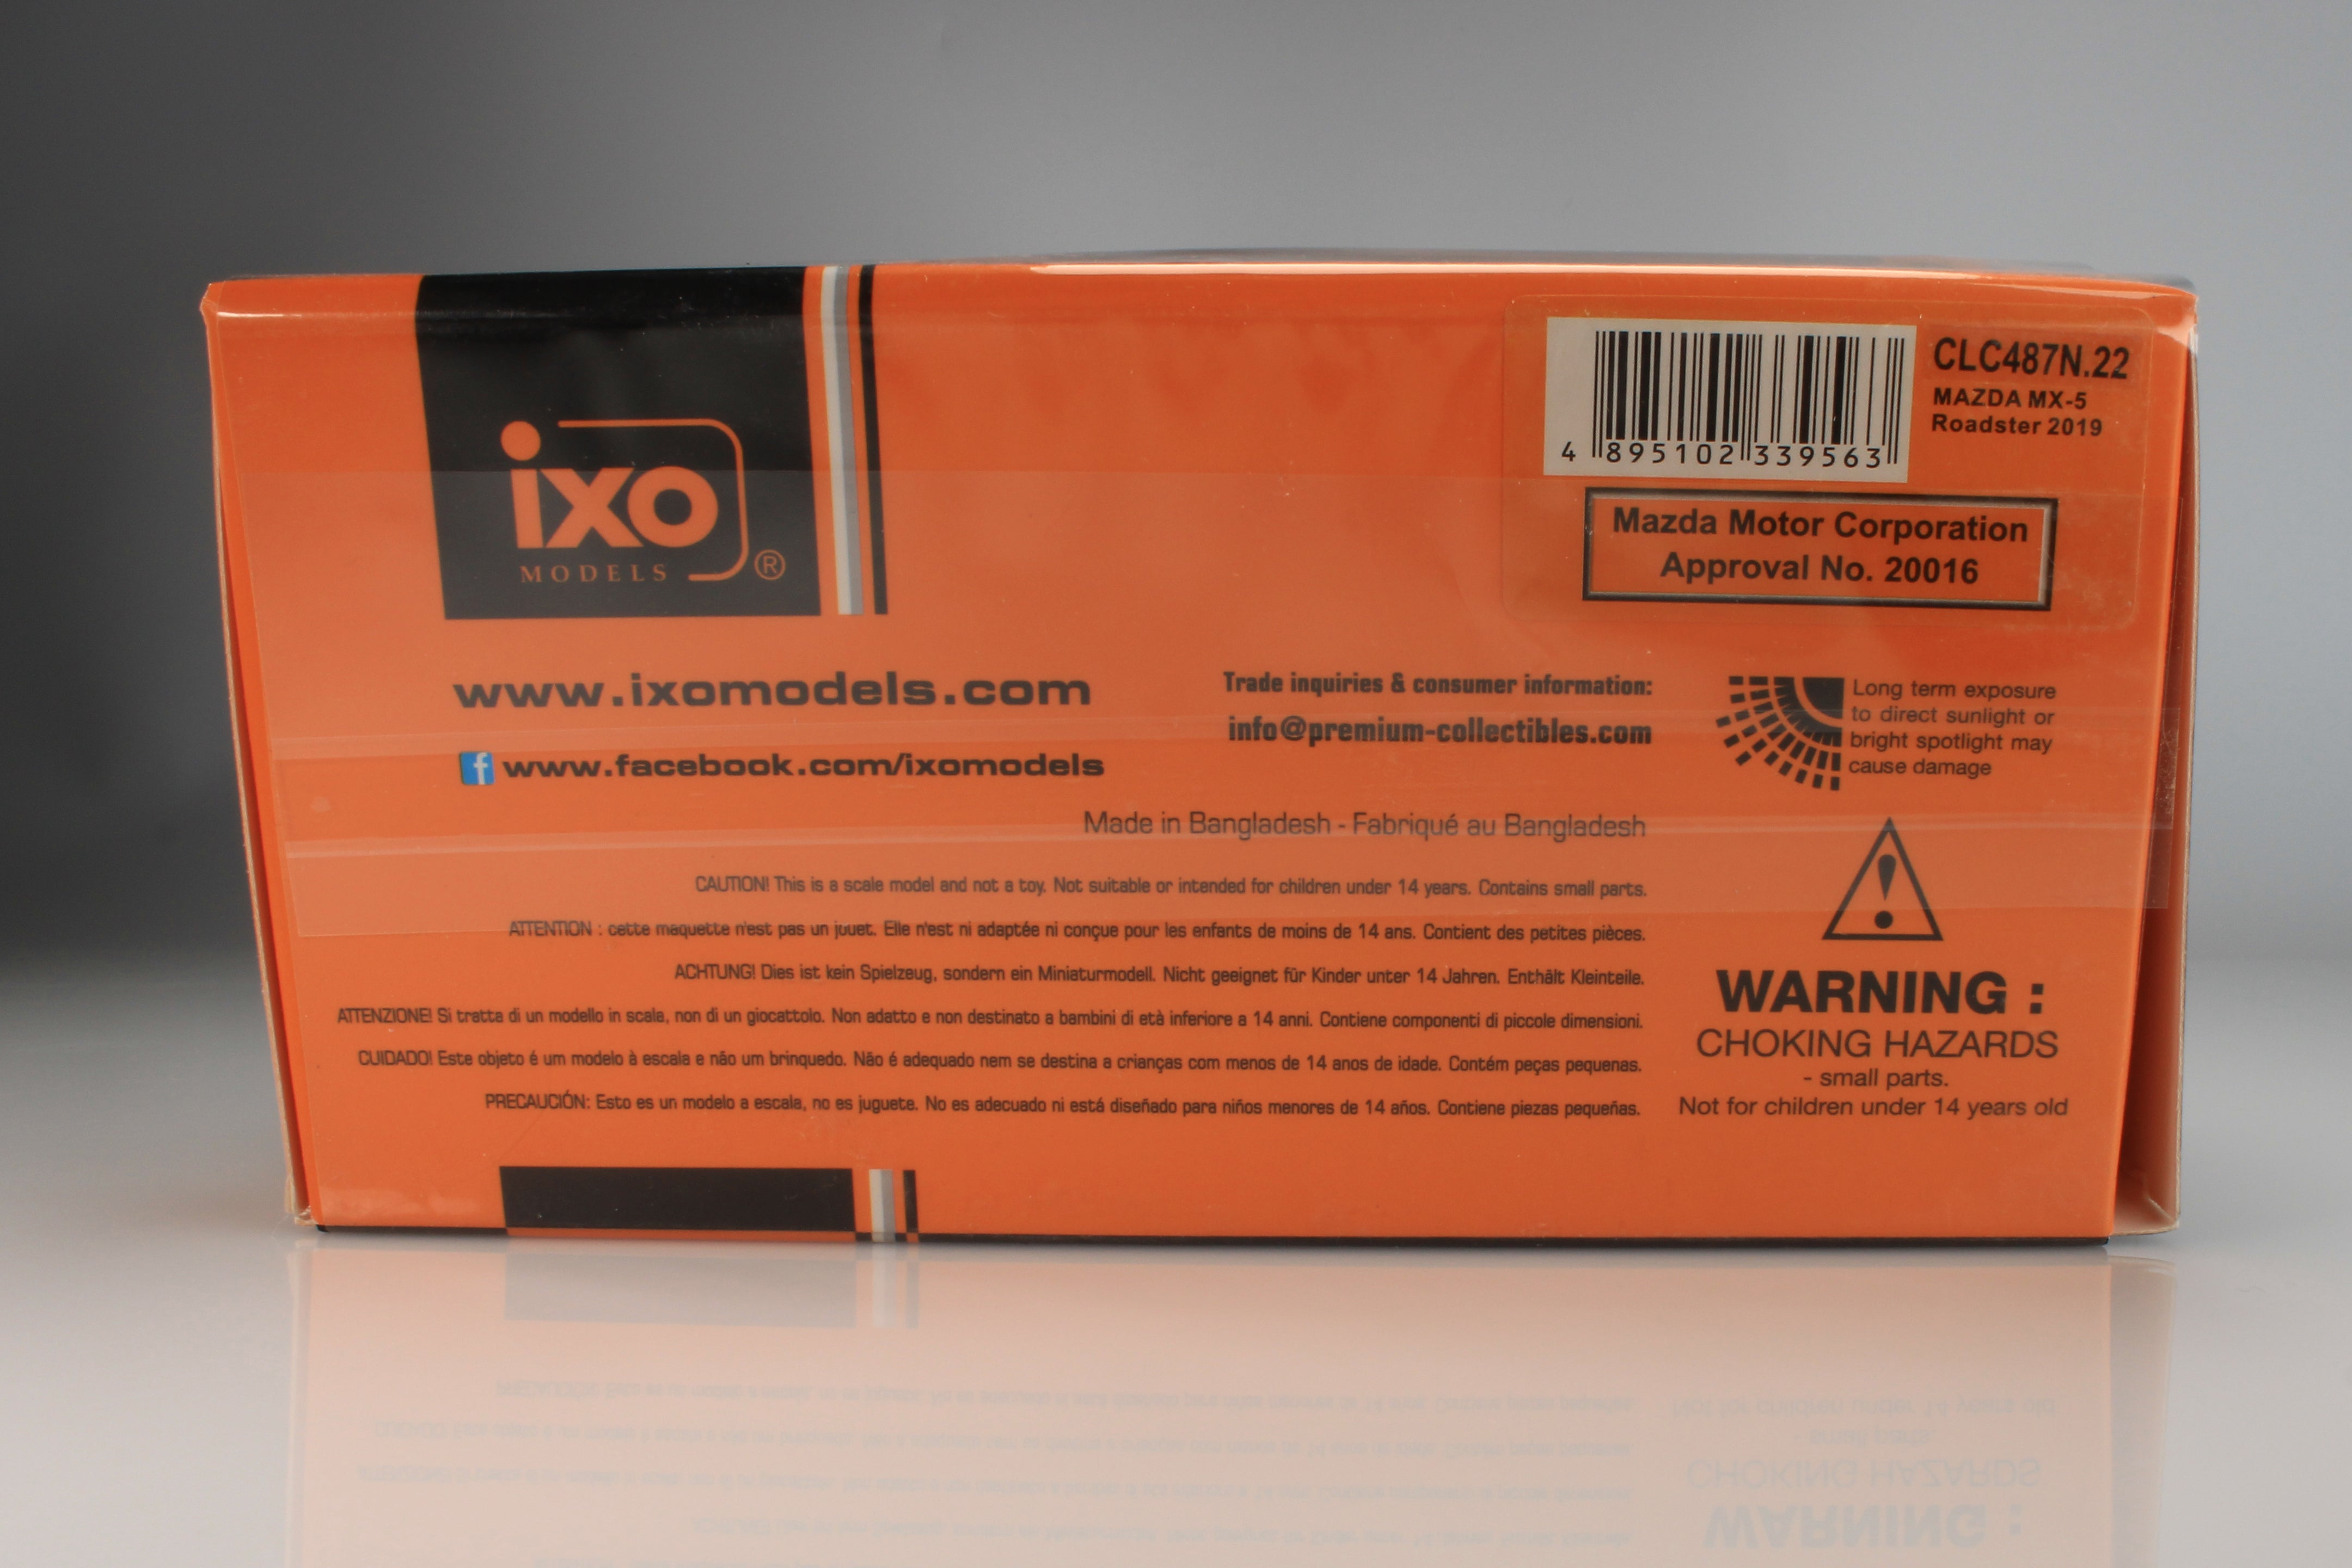 ixo
MODELS ®
CLC487N.22
MAZDA MX-5
Roadster 2019
4 895102 339563
Mazda Motor Corporation
Approval No. 20016
www.ixomodels.com
f www.facebook.com/ixomodels
Trade inquiries & consumer information:
info@premium-collectibles.com
Long term exposure
to direct sunlight or
bright spotlight may
cause damage
Made in Bangladesh - Fabriqué au Bangladesh
CAUTION! This is a scale model and not a toy. Not suitable or intended for children under 14 years. Contains small parts.
ATTENTION : cette maquette n'est pas un jouet. Elle n'est ni adaptée ni conçue pour les enfants de moins de 14 ans. Contient des petites pièces.
ACHTUNG! Dies ist kein Spielzeug, sondern ein Miniaturmodell. Nicht geeignet für Kinder unter 14 Jahren. Enthält Kleinteile.
ATTENZIONE! Si tratta di un modello in scala, non di un giocattolo. Non adatto e non destinato a bambini di età inferiore a 14 anni. Contiene componenti di piccole dimensioni.
CUIDADO! Este objeto é um modelo à escala e não um brinquedo. Não é adequado nem se destina a crianças com menos de 14 anos de idade. Contém peças pequenas.
PRECAUCIÓN: Esto es un modelo a escala, no es juguete. No es adecuado ni está diseñado para niños menores de 14 años. Contiene piezas pequeñas.
WARNING :
CHOKING HAZARDS
- small parts.
Not for children under 14 years old